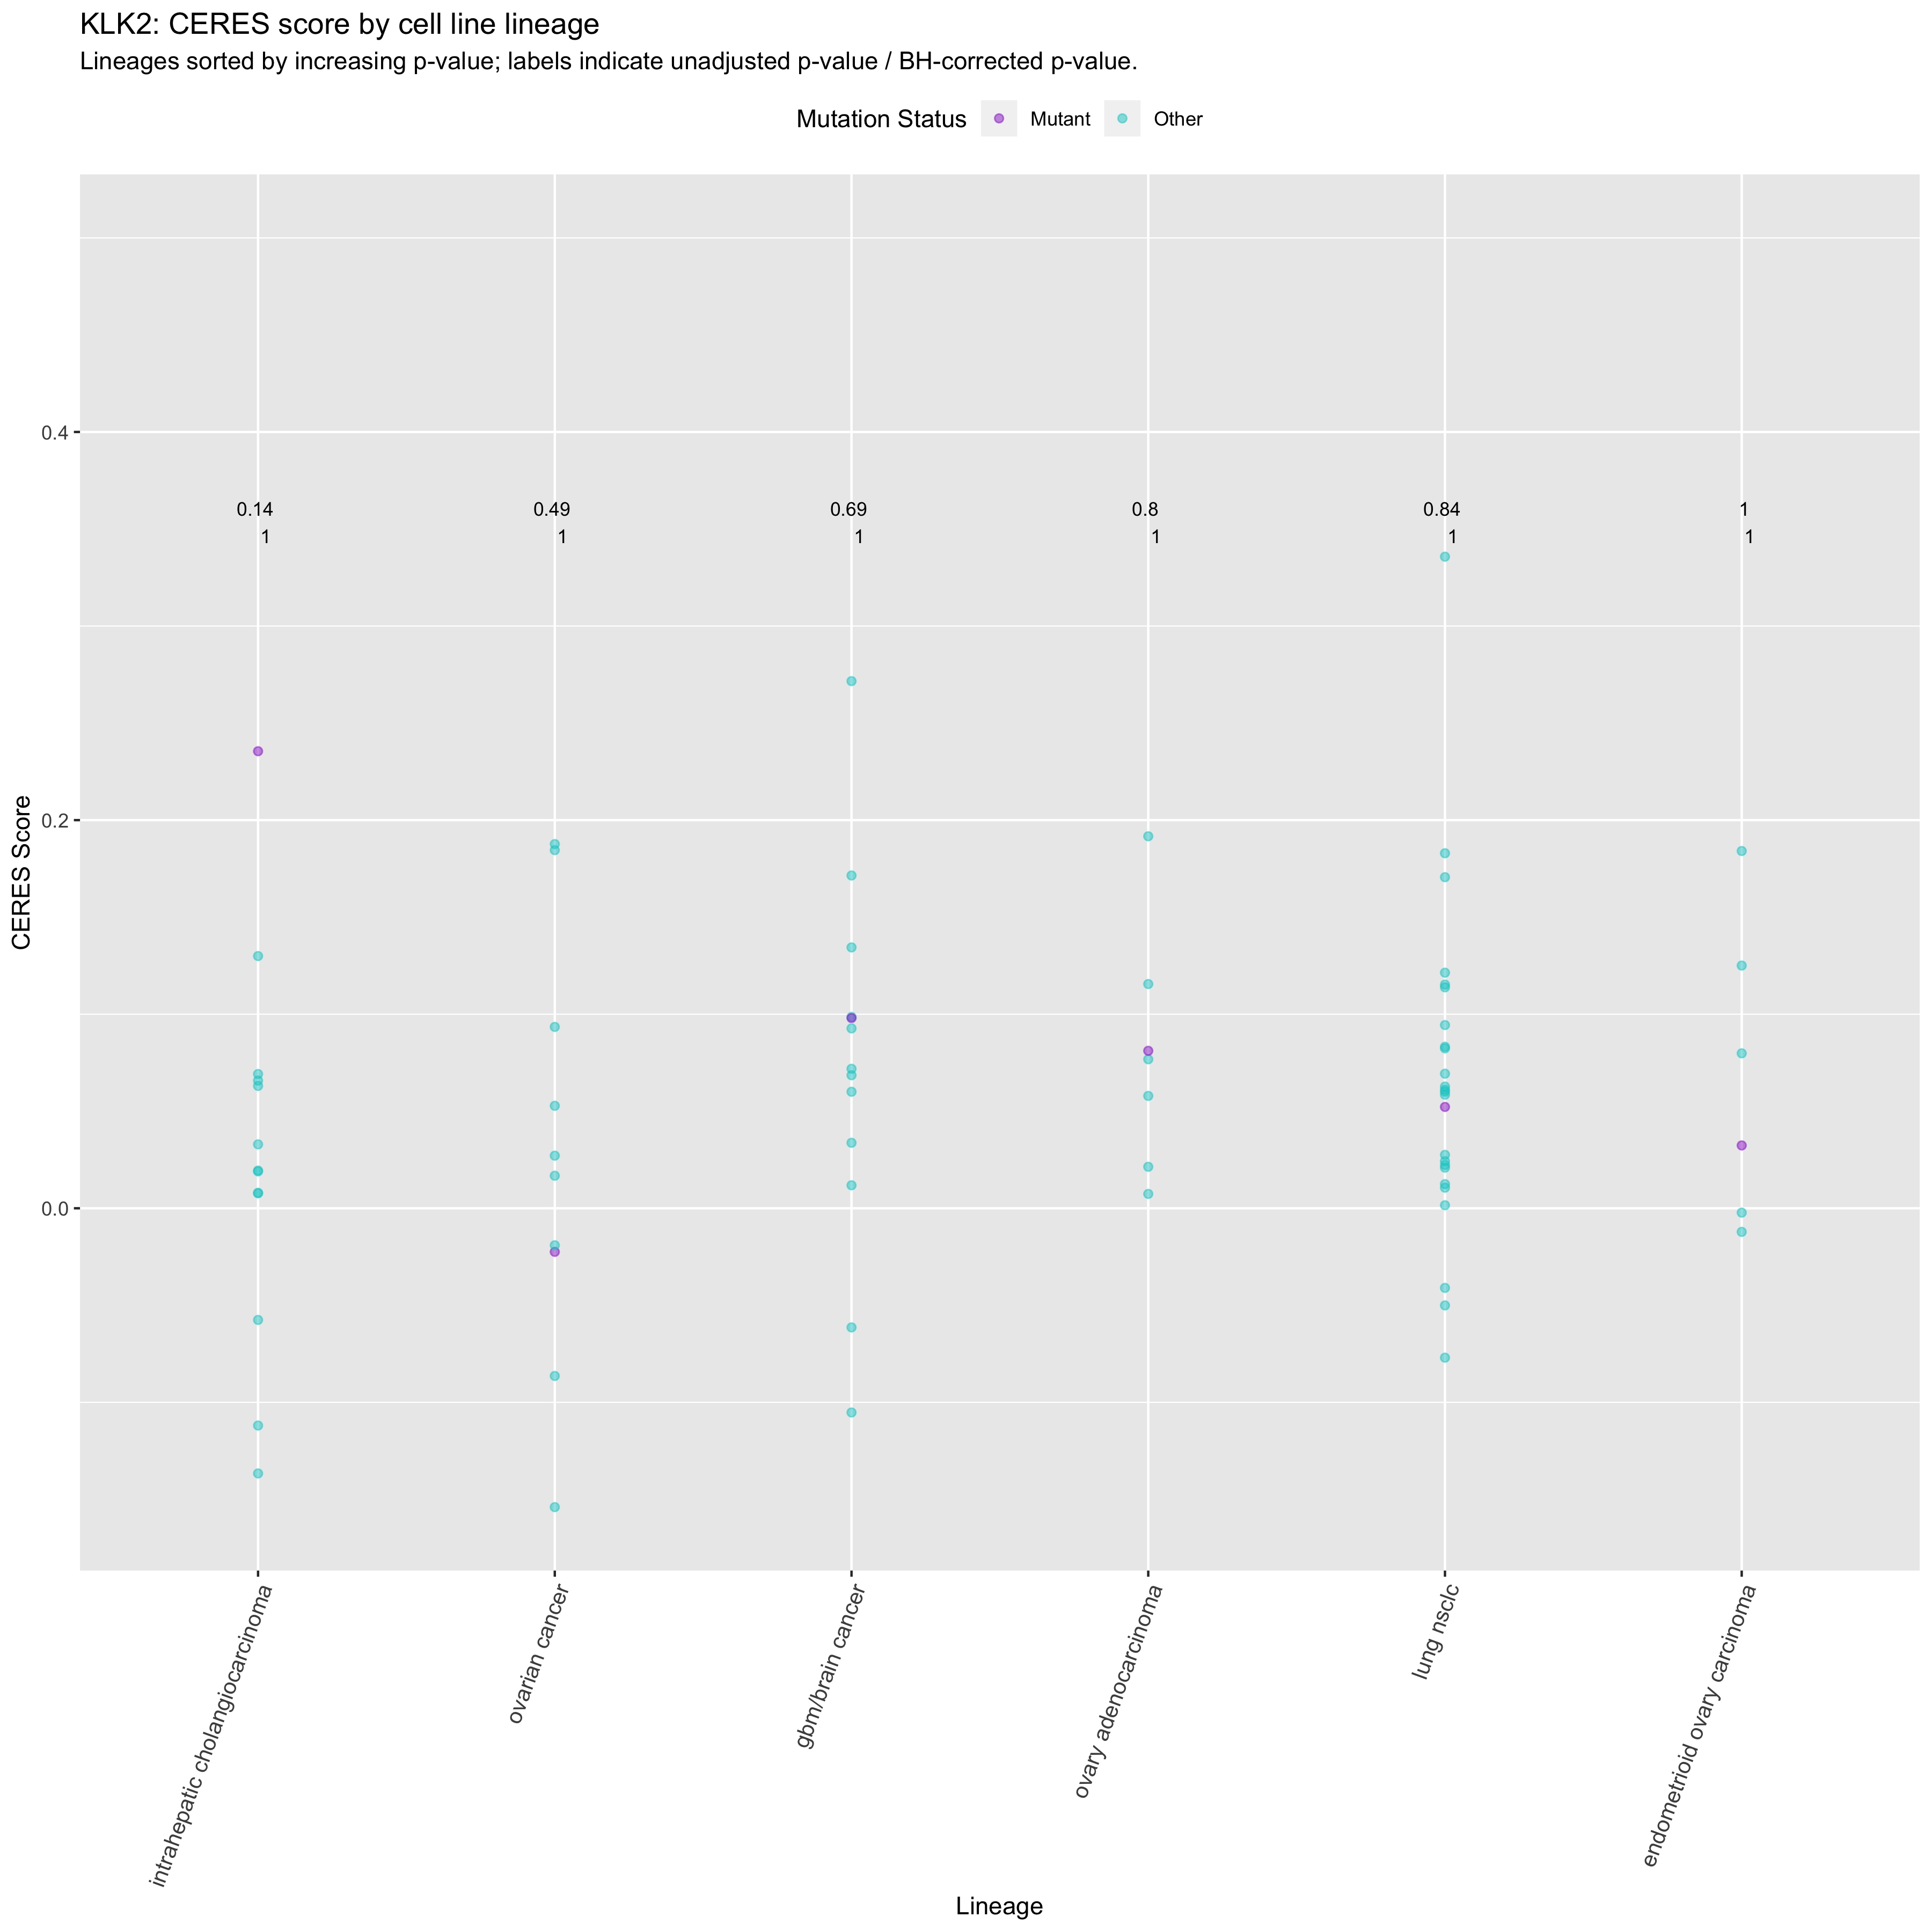 KLK2: CERES score by cell line lineage
Lineages sorted by increasing p-value; labels indicate unadjusted p-value / BH-corrected p-value.
Mutation Status Mutant Other
0.4
0.14 0.49 0.69 0.8 0.84 1
1 1 1 1 1 1
0.2
CERES Score
0.0
intrahepatic cholangiocarcinoma
ovarian cancer
gbm/brain cancer
ovary adenocarcinoma
lung nsclc
endometrioid ovary carcinoma
Lineage